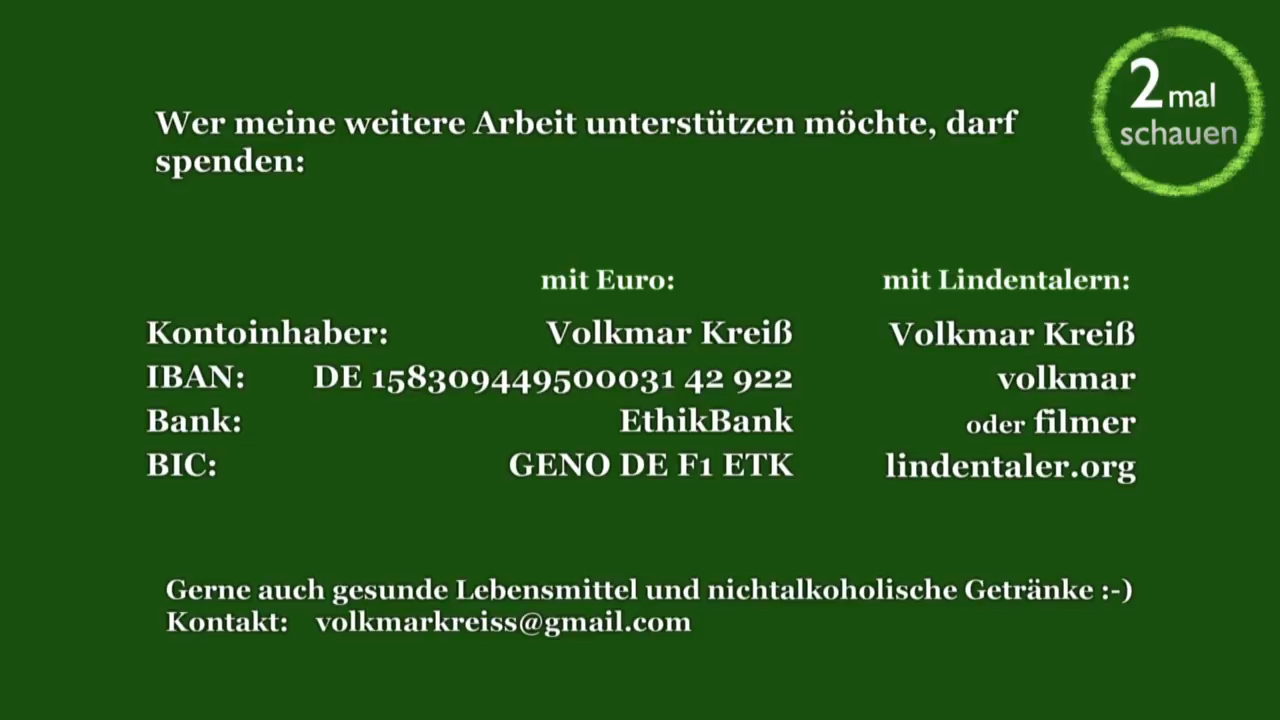 2 mal
schauen
Wer meine weitere Arbeit unterstützen möchte, darf
spenden:
mit Euro: mit Lindentalern:
Kontoinhaber: Volkmar Kreiß Volkmar Kreiß
IBAN: DE 158309449500031 42 922 volkmar
Bank: EthikBank oder filmer
BIC: GENO DE F1 ETK lindentaler.org
Gerne auch gesunde Lebensmittel und nichtalkoholische Getränke :-)
Kontakt: volkmarkreiss@gmail.com